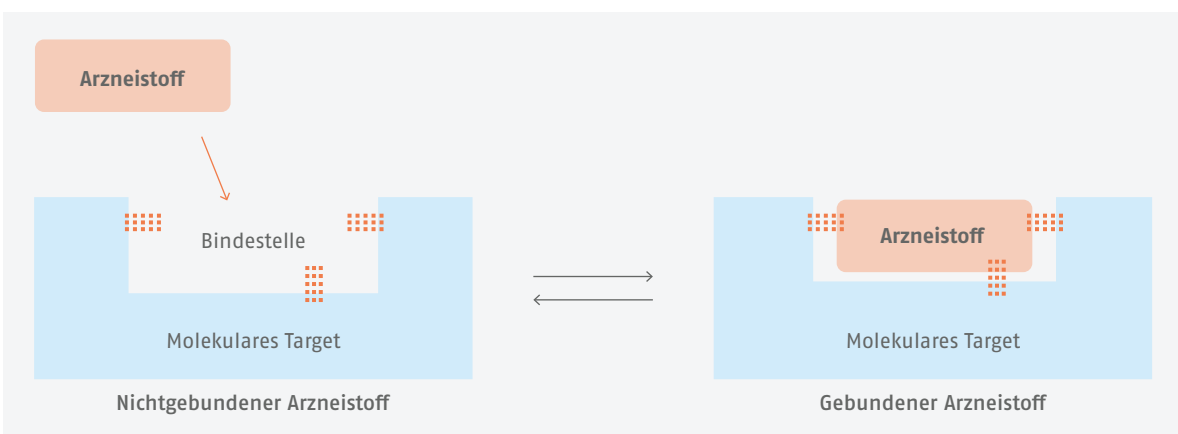 Arzneistoff
Bindestelle
Molekulares Target
Nichtgebundener Arzneistoff
Arzneistoff
Molekulares Target
Gebundener Arzneistoff